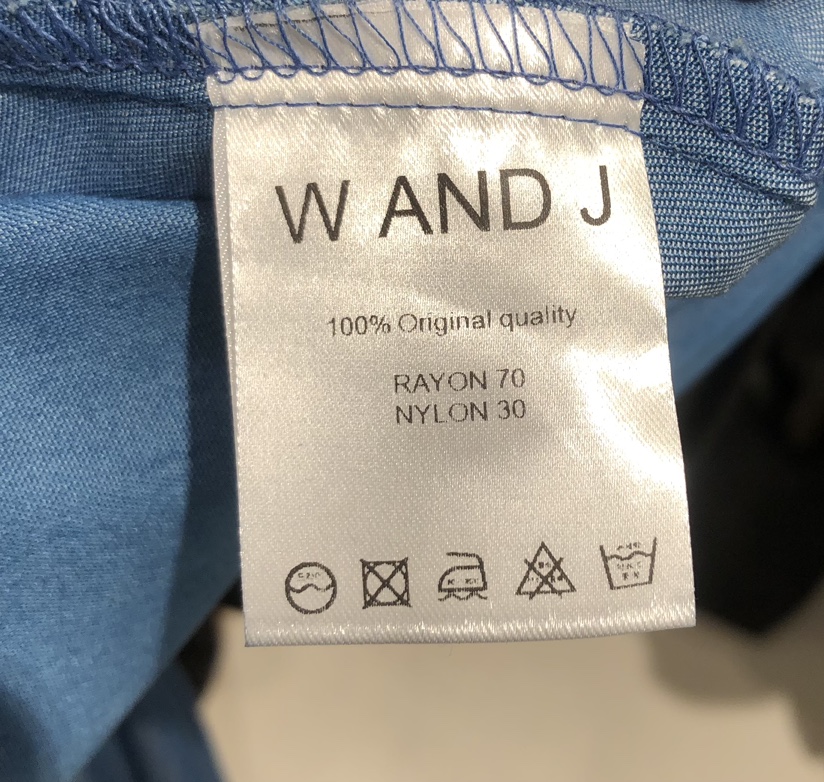 W AND J
100% Original quality
RAYON 70
NYLON 30